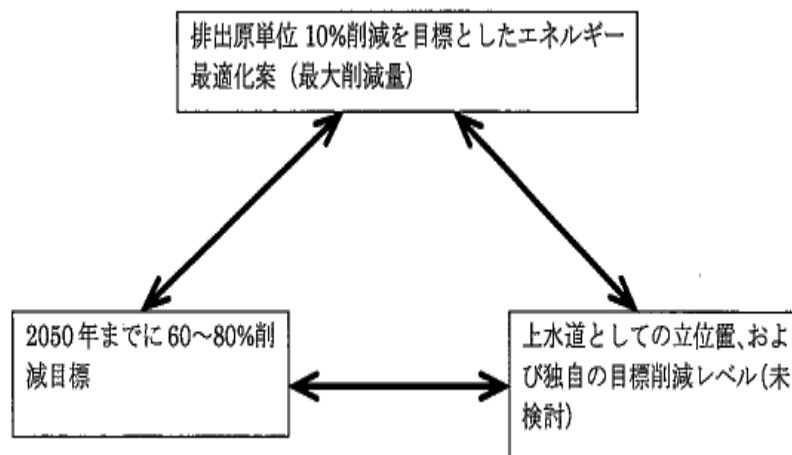 排出原単位 10%削減を目標としたエネルギー
最適化案（最大削減量）
2050 年までに 60～80%削
減目標
上水道としての立位置、およ
び独自の目標削減レベル（未
検討）